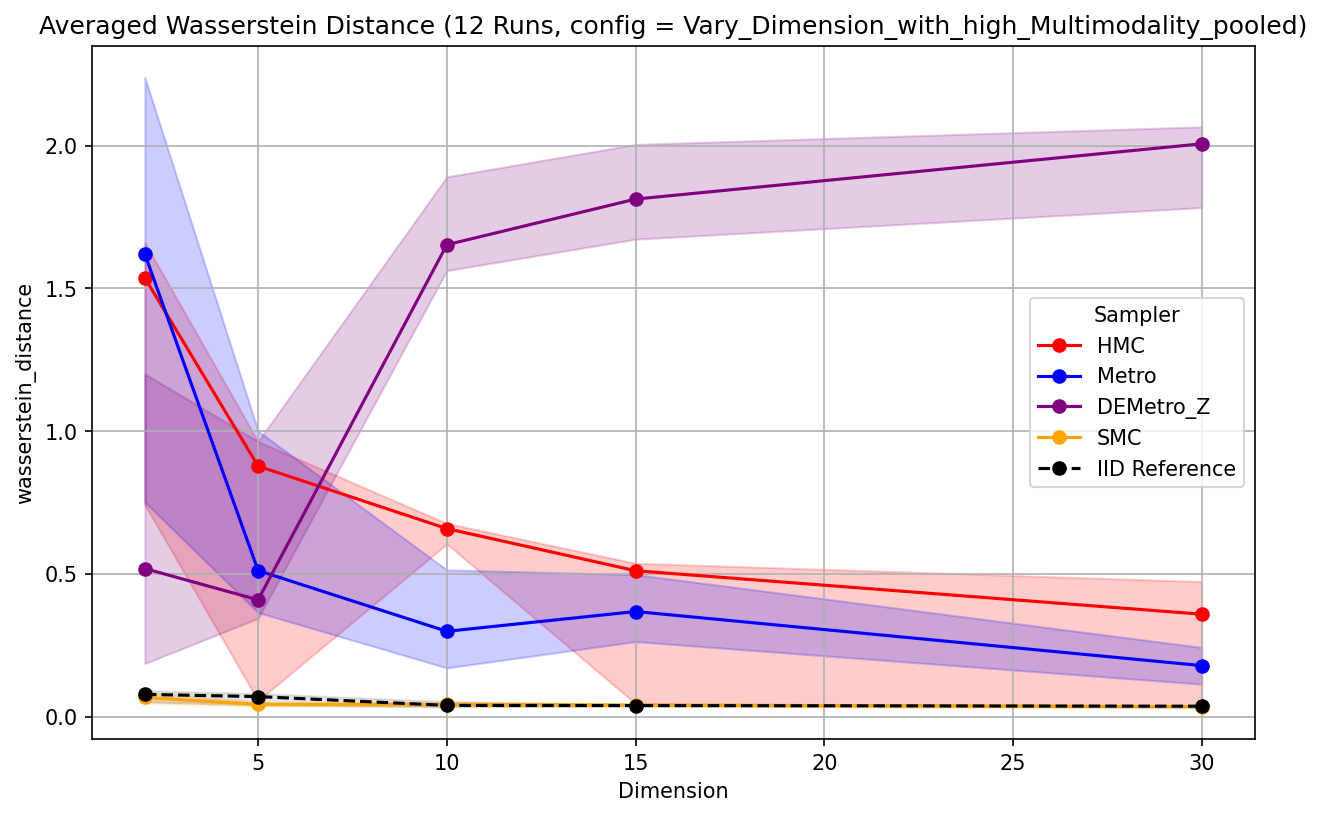 Averaged Wasserstein Distance (12 Runs, config = Vary_Dimension_with_high_Multimodality_pooled)
wasserstein_distance
2.0
1.5
1.0
0.5
0.0
Sampler
HMC
Metro
DEMetro_Z
SMC
IID Reference
5 10 15 20 25 30
Dimension